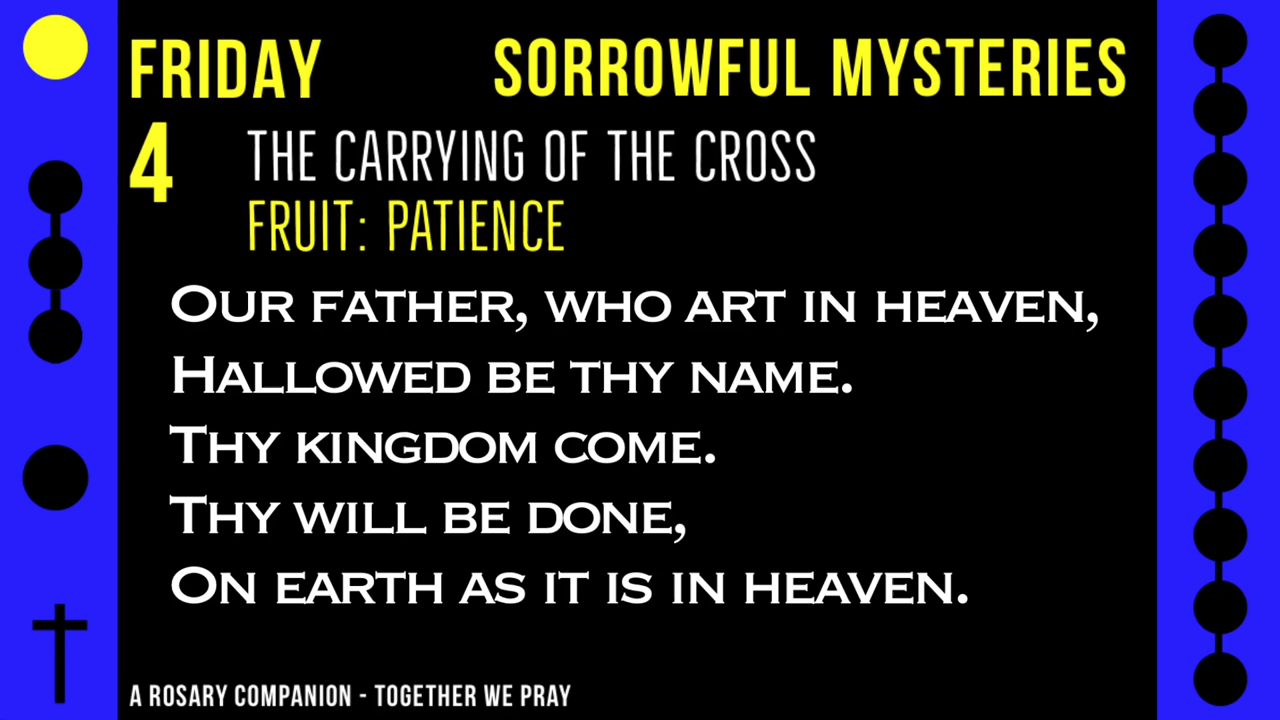 FRIDAY SORROWFUL MYSTERIES
4 THE CARRYING OF THE CROSS
FRUIT: PATIENCE
OUR FATHER, WHO ART IN HEAVEN,
HALLOWED BE THY NAME.
THY KINGDOM COME.
THY WILL BE DONE,
ON EARTH AS IT IS IN HEAVEN.
A ROSARY COMPANION - TOGETHER WE PRAY